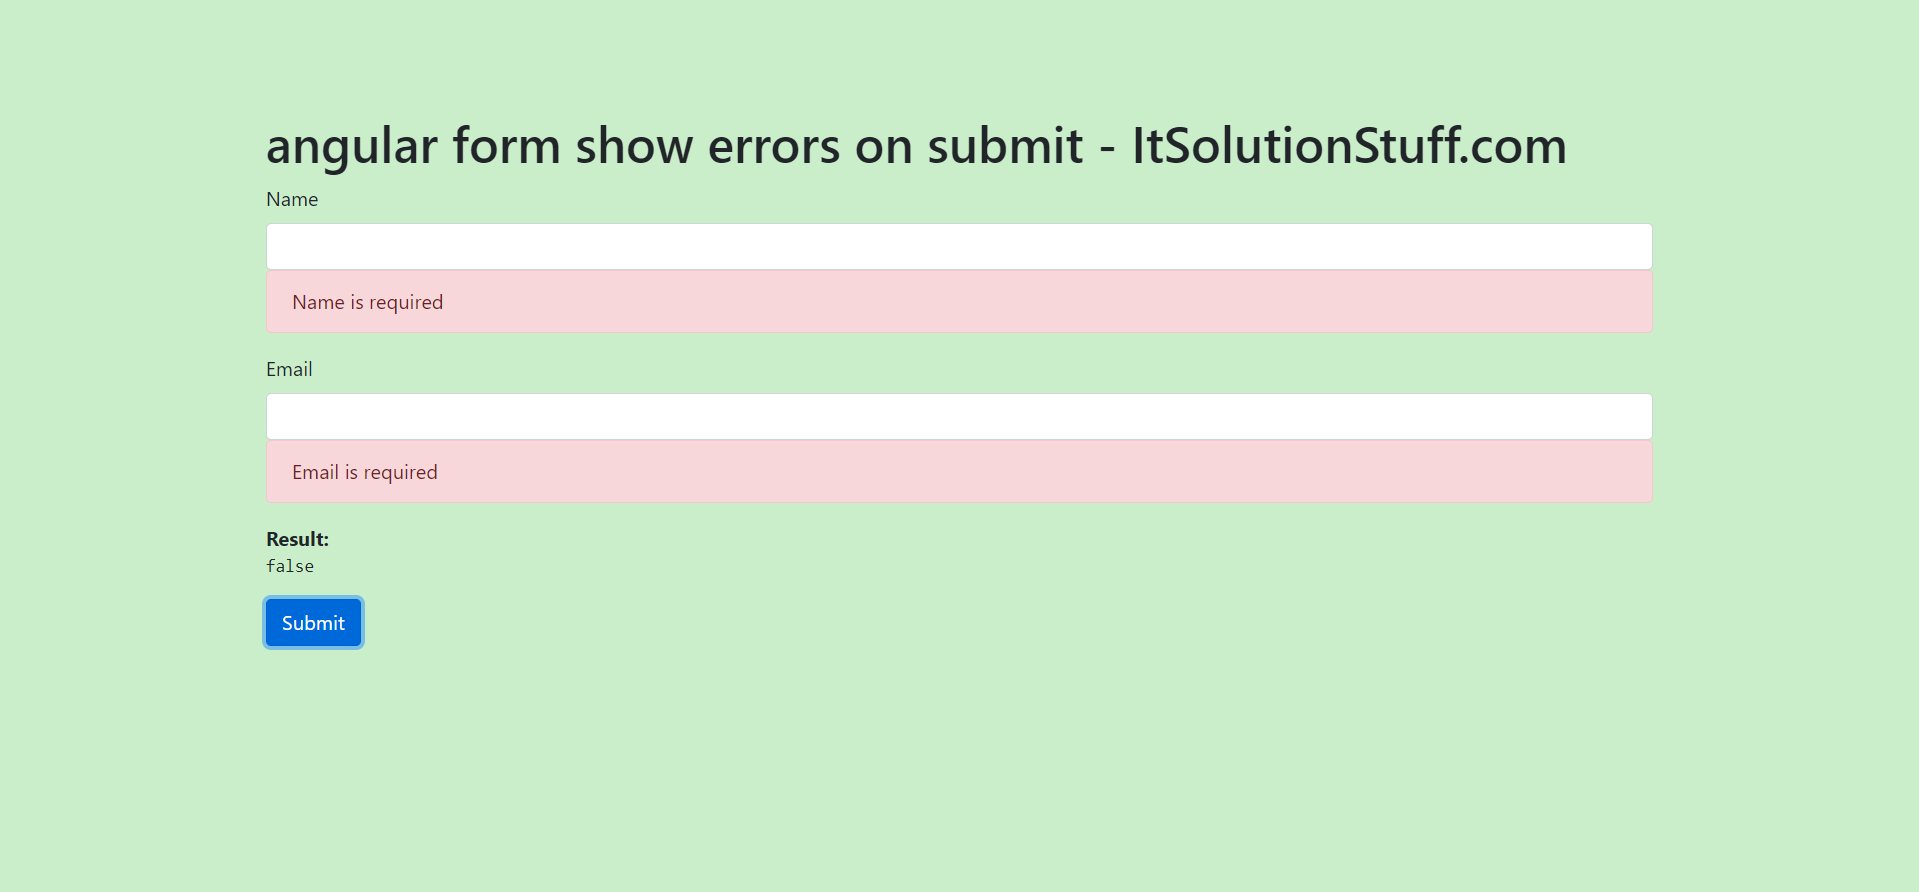 angular form show errors on submit - ItSolutionStuff.com
Name
Name is required
Email
Email is required
Result:
false
Submit